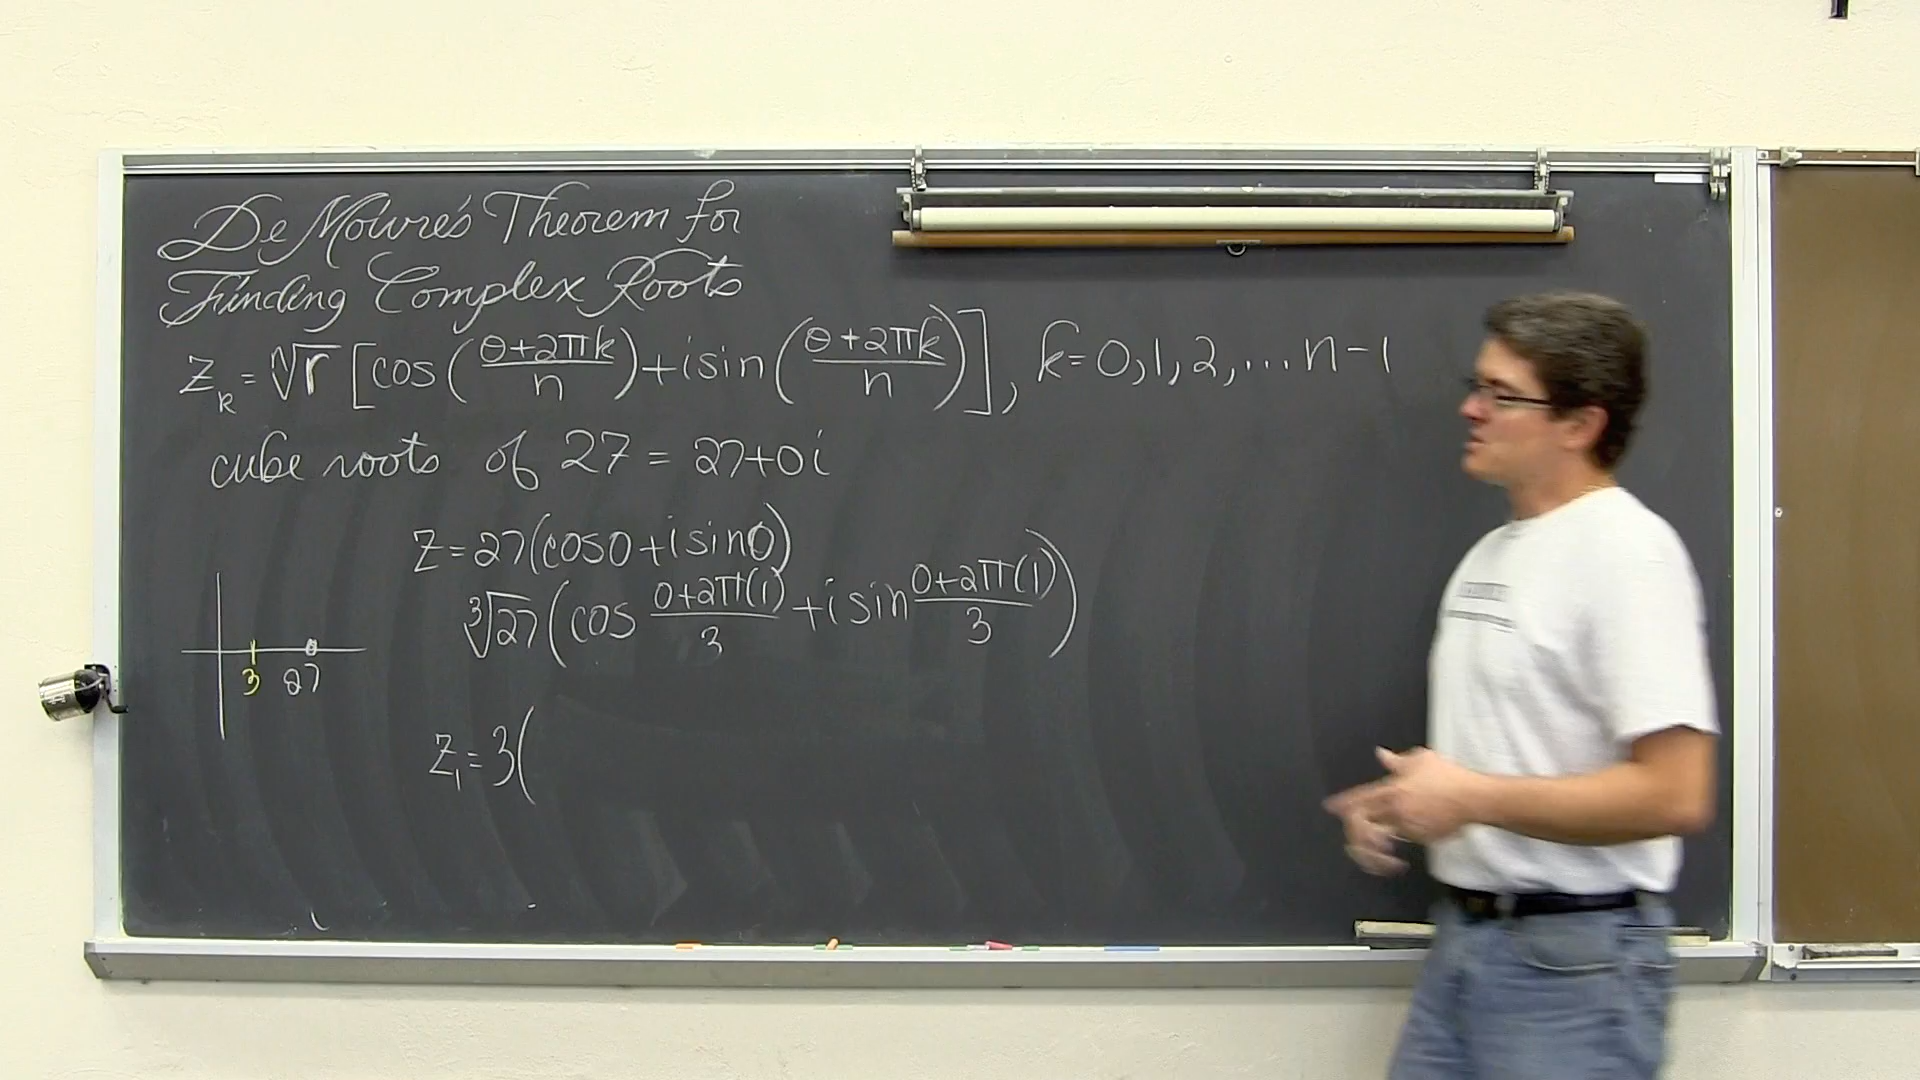 De Moivre's Theorem for
Finding Complex Roots
z_k = ⁿ√r [cos((θ+2πk)/n) + i sin((θ+2πk)/n)], k=0,1,2,...n-1
cube roots of 27 = 27+0i
z=27(cos0+isin0)
³√27(cos (0+2π(1))/3 + i sin (0+2π(1))/3)
3 27
z₁=3(